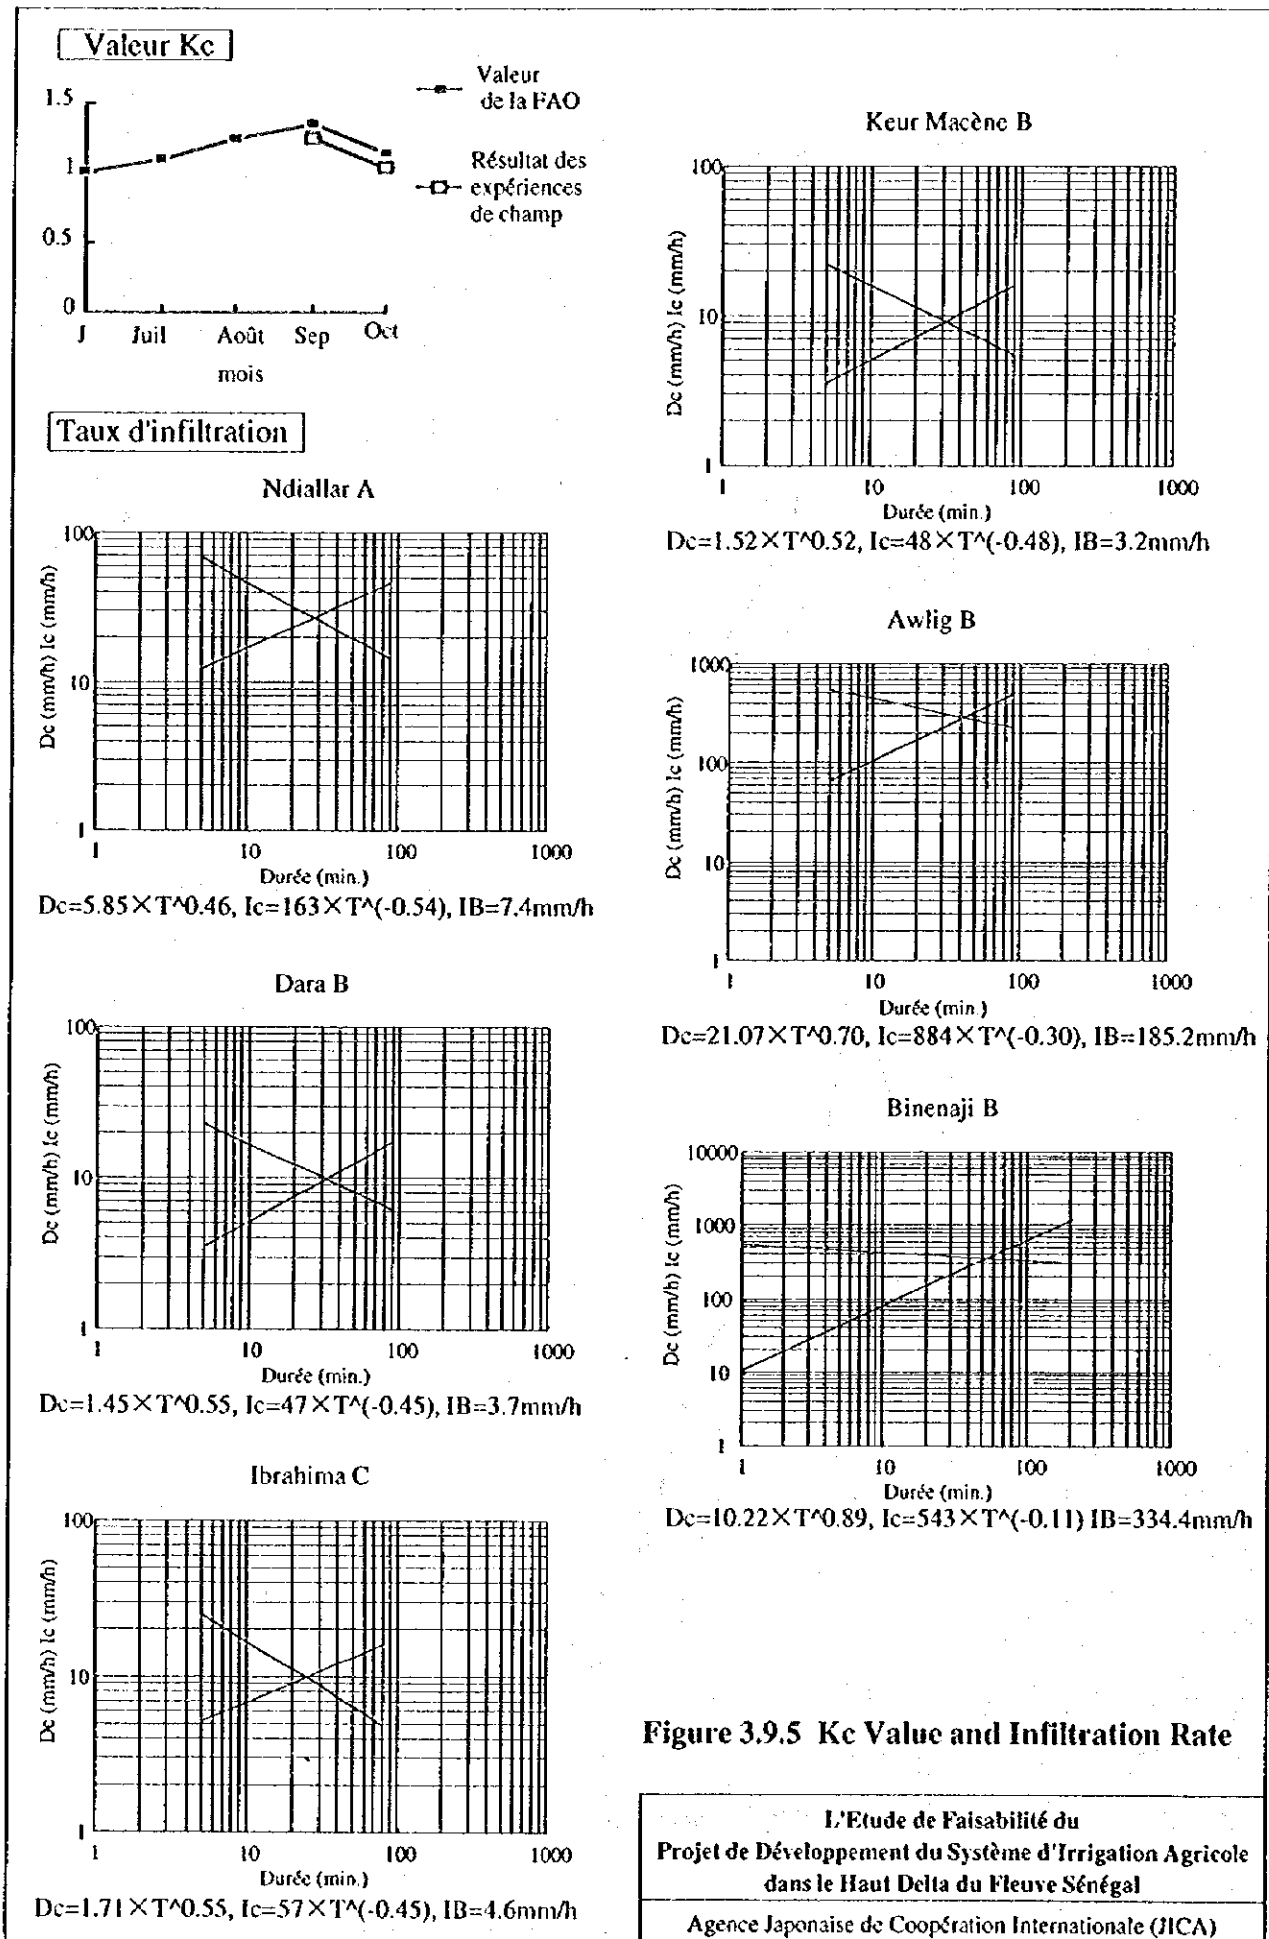 Valeur Kc
Valeur
de la FAO
Résultat des
expériences
de champ
1.5
1
0.5
0
J Juil Août Sep Oct
mois
Taux d'infiltration
Ndiallar A
Dc (mm/h) Ic (mm/h)
100
10
1
1 10 100 1000
Durée (min.)
Dc=5.85×T^0.46, Ic=163×T^(-0.54), IB=7.4mm/h
Dara B
Dc (mm/h) Ic (mm/h)
100
10
1
1 10 100 1000
Durée (min.)
Dc=1.45×T^0.55, Ic=47×T^(-0.45), IB=3.7mm/h
Ibrahima C
Dc (mm/h) Ic (mm/h)
100
10
1
1 10 100 1000
Durée (min.)
Dc=1.71×T^0.55, Ic=57×T^(-0.45), IB=4.6mm/h
Keur Macène B
Dc (mm/h) Ic (mm/h)
100
10
1
1 10 100 1000
Durée (min.)
Dc=1.52×T^0.52, Ic=48×T^(-0.48), IB=3.2mm/h
Awlig B
Dc (mm/h) Ic (mm/h)
1000
100
10
1
1 10 100 1000
Durée (min.)
Dc=21.07×T^0.70, Ic=884×T^(-0.30), IB=185.2mm/h
Binenaji B
Dc (mm/h) Ic (mm/h)
10000
1000
100
10
1
1 10 100 1000
Durée (min.)
Dc=10.22×T^0.89, Ic=543×T^(-0.11) IB=334.4mm/h
Figure 3.9.5 Kc Value and Infiltration Rate
L'Etude de Faisabilité du
Projet de Développement du Système d'Irrigation Agricole
dans le Haut Delta du Fleuve Sénégal
Agence Japonaise de Coopération Internationale (JICA)